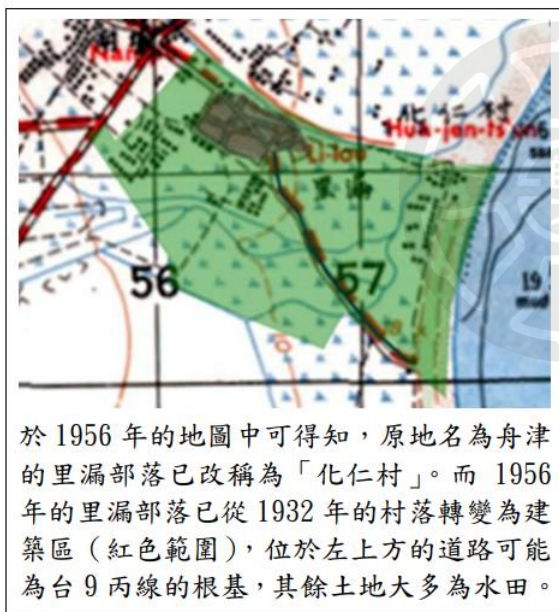 化仁村
Hua-jen-ts'un
Li-lou
里漏
56
57
19
於 1956 年的地圖中可得知，原地名為舟津
的里漏部落已改稱為「化仁村」。而 1956
年的里漏部落已從 1932 年的村落轉變為建
築區（紅色範圍），位於左上方的道路可能
為台 9 丙線的根基，其餘土地大多為水田。